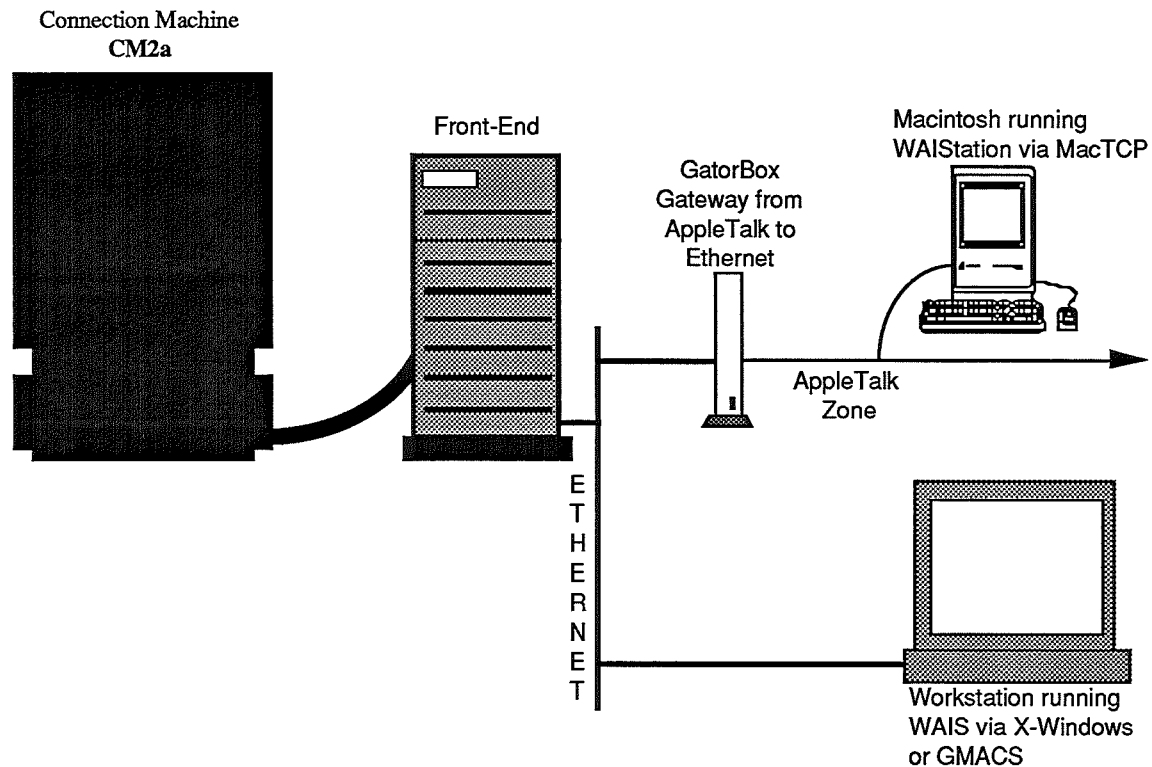 Connection Machine
CM2a
Front-End
GatorBox
Gateway from
AppleTalk to
Ethernet
Macintosh running
WAIStation via MacTCP
AppleTalk
Zone
ETHERNET
Workstation running
WAIS via X-Windows
or GMACS